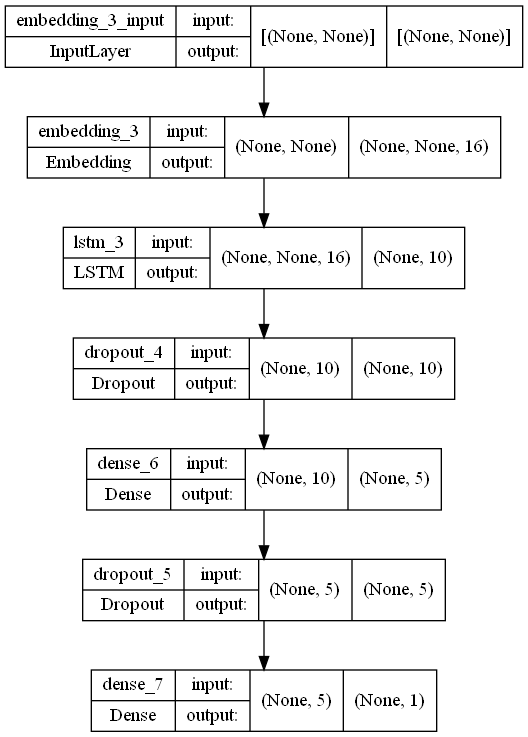 embedding_3_input input: [(None, None)] [(None, None)]
InputLayer output:
embedding_3 input: (None, None) (None, None, 16)
Embedding output:
lstm_3 input: (None, None, 16) (None, 10)
LSTM output:
dropout_4 input: (None, 10) (None, 10)
Dropout output:
dense_6 input: (None, 10) (None, 5)
Dense output:
dropout_5 input: (None, 5) (None, 5)
Dropout output:
dense_7 input: (None, 5) (None, 1)
Dense output: